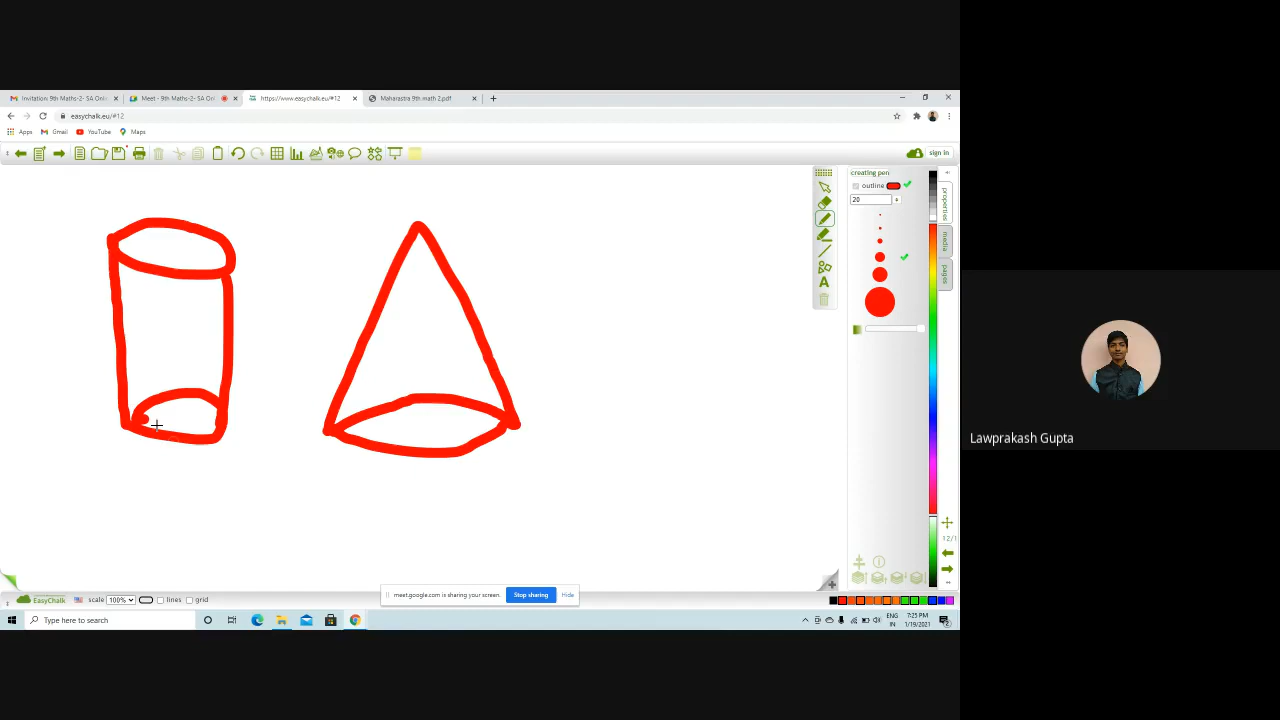 Invitation: 9th Maths-2- SA Onli
Meet - 9th Maths-2- SA Onl
https://www.easychalk.eu/#12
Maharastra 9th math 2.pdf
easychalk.eu/#12
Apps
Gmail
YouTube
Maps
sign in
creating pen
outline
20
properties
media
pages
Lawprakash Gupta
12/1
meet.google.com is sharing your screen.
Stop sharing
Hide
EasyChalk
scale
100%
lines
grid
Type here to search
ENG
IN
7:25 PM
1/19/2021